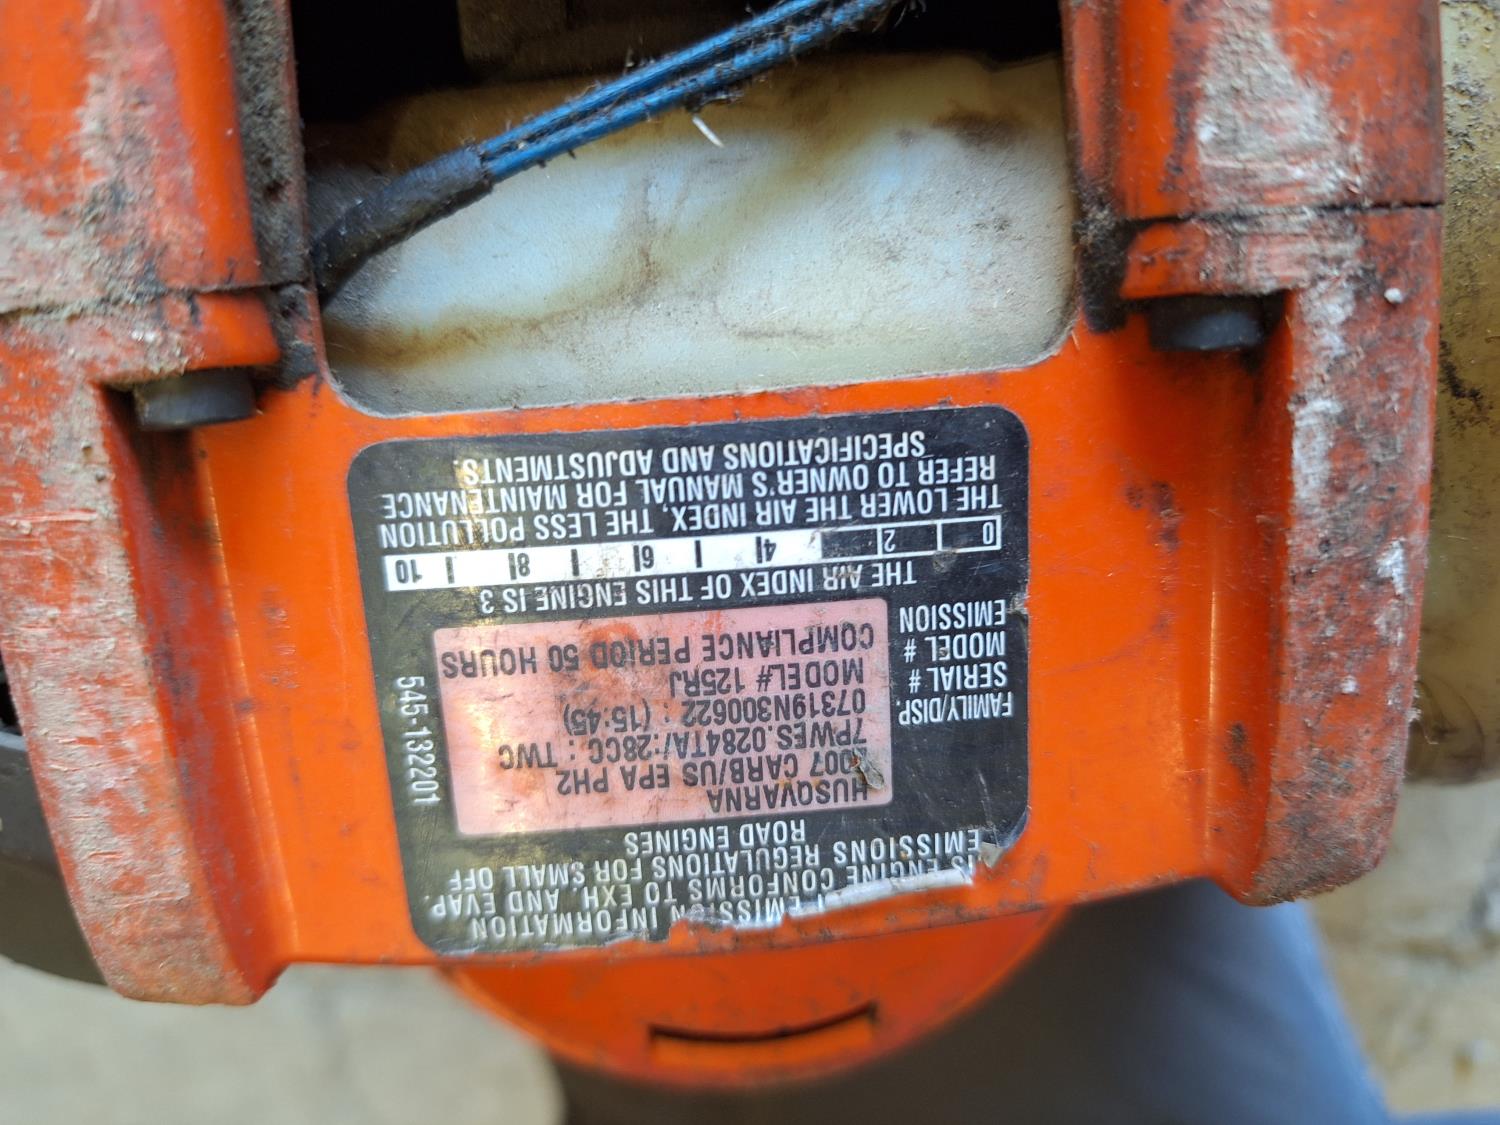 EMISSION INFORMATION
ENGINE CONFORMS TO EXH. AND EVAP.
EMISSIONS REGULATIONS FOR SMALL OFF
ROAD ENGINES
HUSQVARNA
007 CARB/US EPA PH2
FAMILY/DISP. 7PWES.0284TA/:28CC : TWC
SERIAL # 07319N300622 : (15:45)
MODEL # MODEL# 125RJ
EMISSION COMPLIANCE PERIOD 50 HOURS
545-132201
THE AIR INDEX OF THIS ENGINE IS 3
0 2 4 6 8 10
THE LOWER THE AIR INDEX, THE LESS POLLUTION
REFER TO OWNER'S MANUAL FOR MAINTENANCE
SPECIFICATIONS AND ADJUSTMENTS.